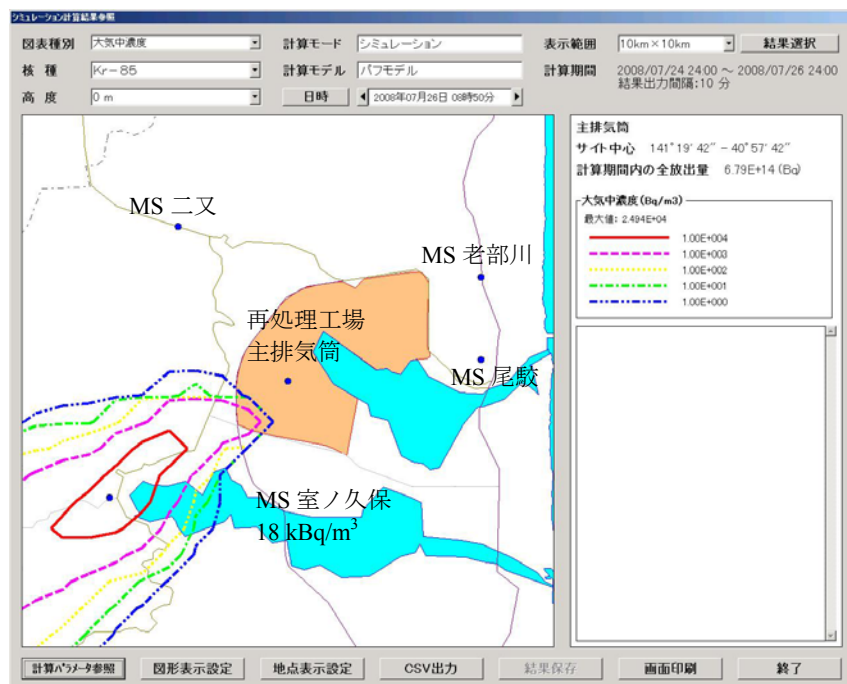 シミュレーション計算結果参照
図表種別 大気中濃度 計算モード シミュレーション 表示範囲 10km×10km 結果選択
核 種 Kr-85 計算モデル パフモデル 計算期間 2008/07/24 24:00 ～ 2008/07/26 24:00
結果出力間隔:10 分
高 度 0 m 日時 2008年07月26日 08時50分
主排気筒
サイト中心 141°19′42″ - 40°57′42″
計算期間内の全放出量 6.79E+14 (Bq)
大気中濃度(Bq/m3)
最大値: 2.494E+04
1.00E+004
1.00E+003
1.00E+002
1.00E+001
1.00E+000
MS 二又
MS 老部川
再処理工場
主排気筒
MS 尾駮
MS 室ノ久保
18 kBq/m³
計算パラメータ参照 図形表示設定 地点表示設定 CSV出力 結果保存 画面印刷 終了